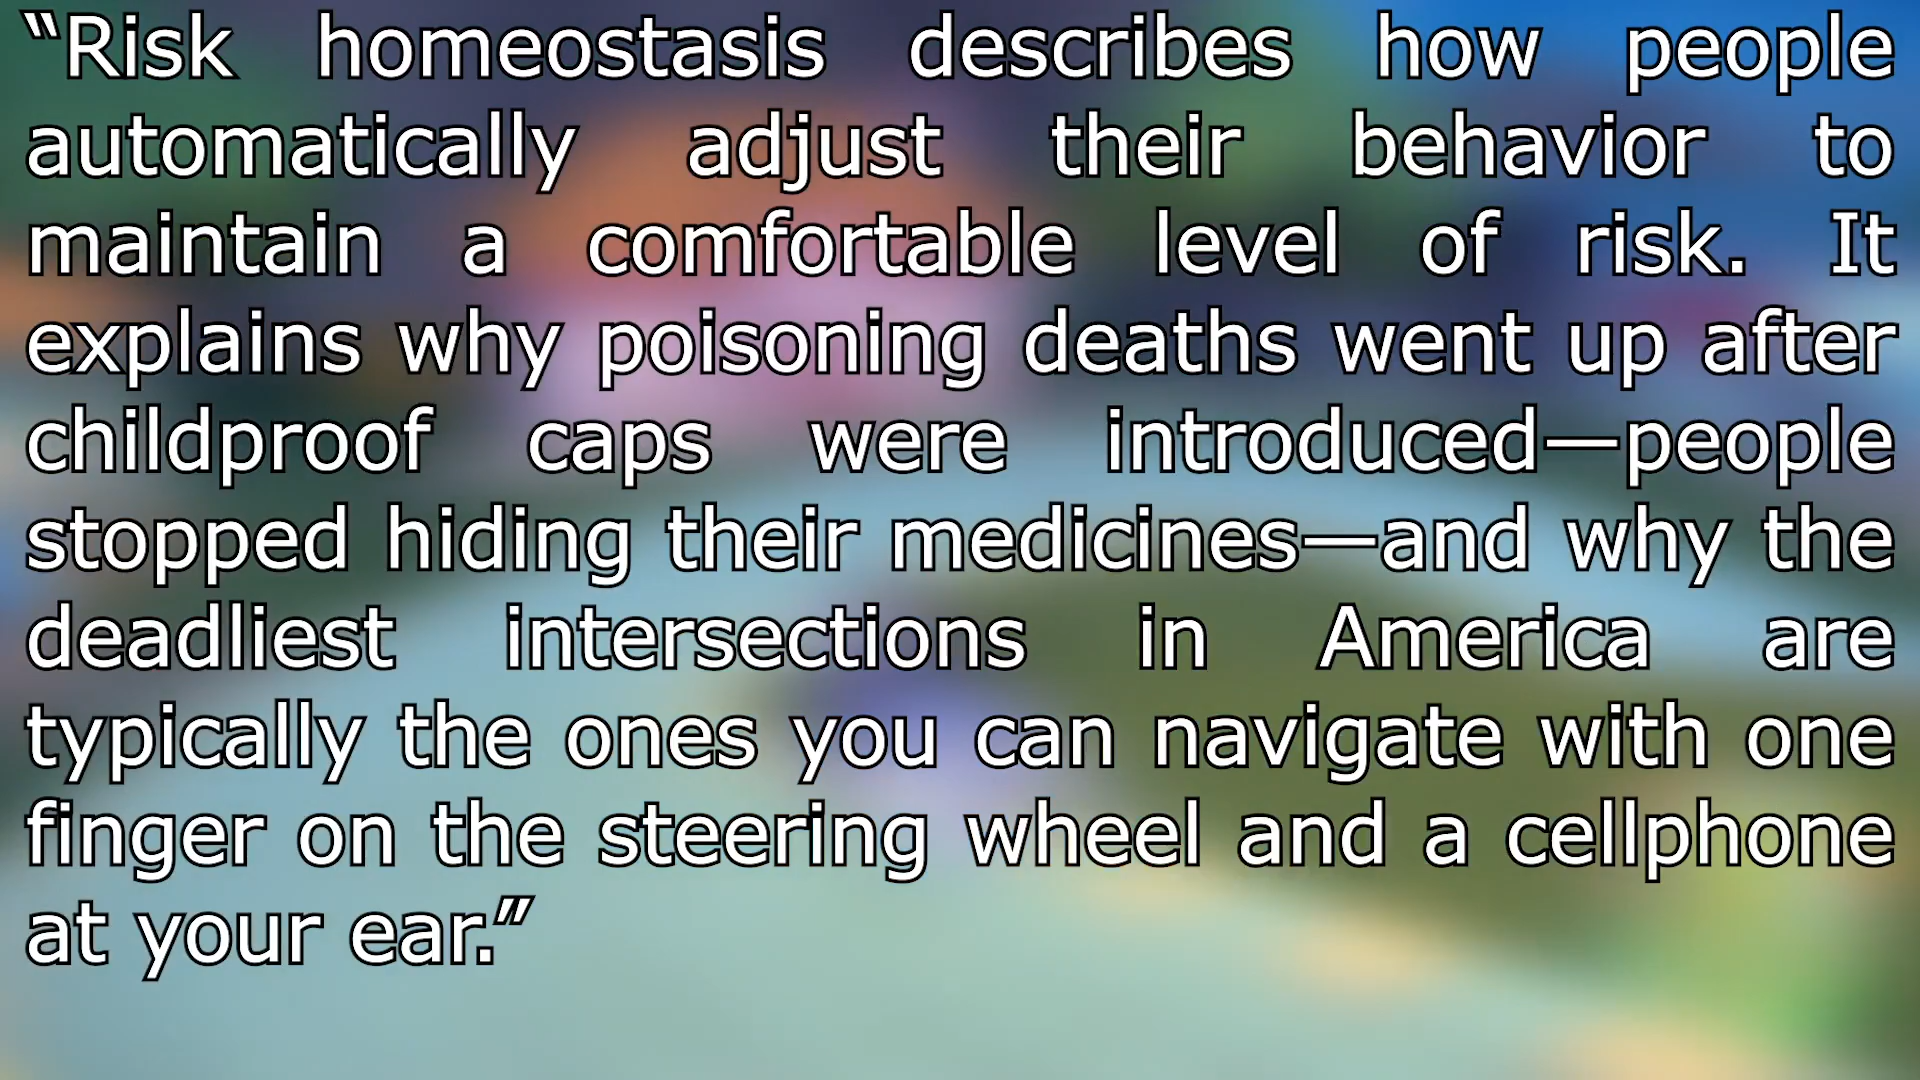 “Risk homeostasis describes how people
automatically adjust their behavior to
maintain a comfortable level of risk. It
explains why poisoning deaths went up after
childproof caps were introduced—people
stopped hiding their medicines—and why the
deadliest intersections in America are
typically the ones you can navigate with one
finger on the steering wheel and a cellphone
at your ear.”